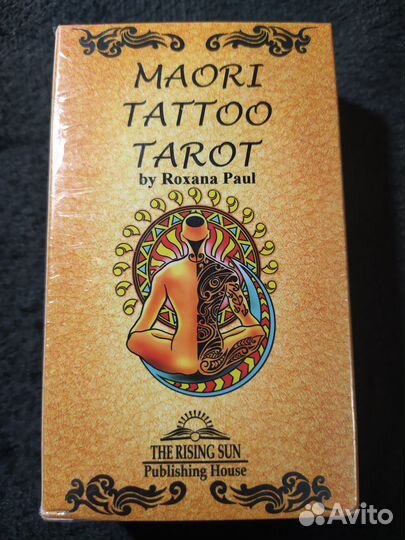 MAORI
TATTOO
TAROT
by Roxana Paul
THE RISING SUN
Publishing House
Avito